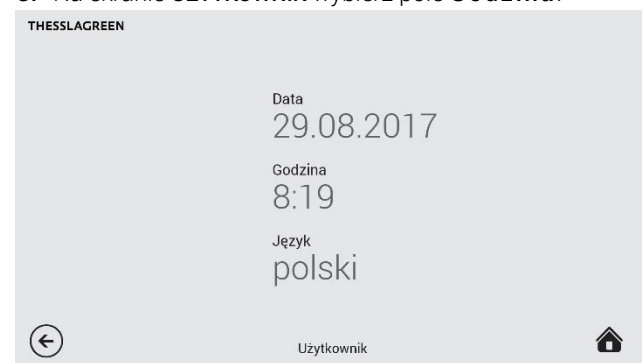 THESSLAGREEN
Data
29.08.2017
Godzina
8:19
Język
polski
Użytkownik